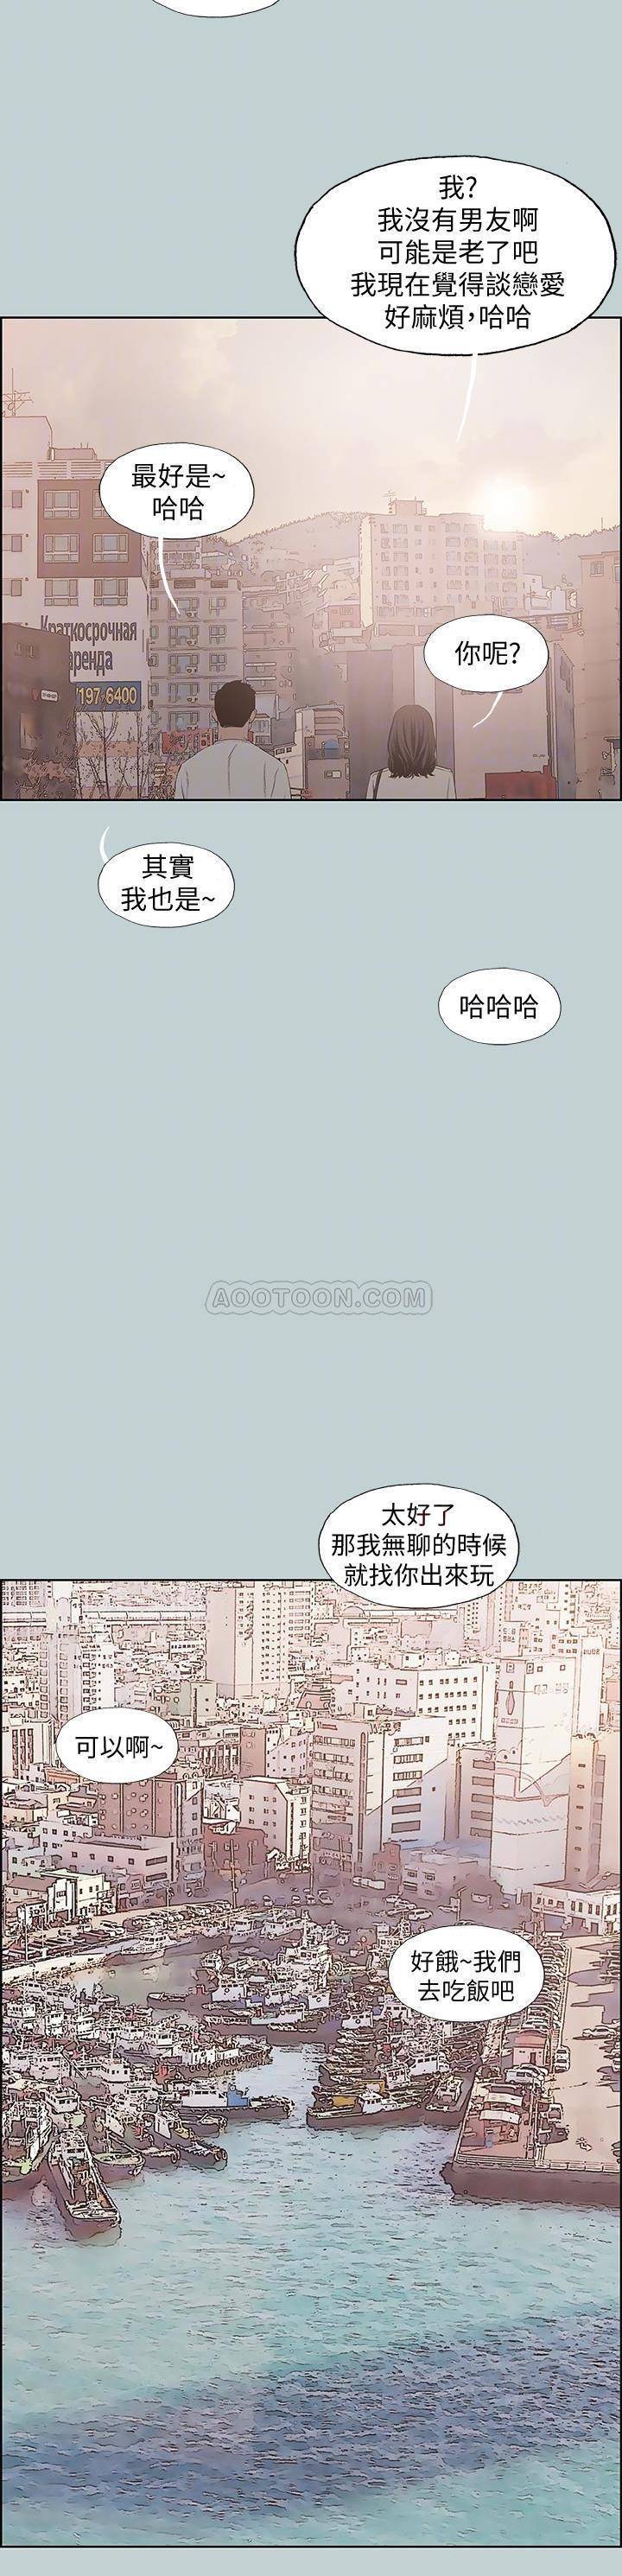 我?
我沒有男友啊
可能是老了吧
我現在覺得談戀愛
好麻煩,哈哈
最好是~
哈哈
Краткосрочная
аренда
197 6400
你呢?
其實
我也是~
哈哈哈
AOOTOON.COM
太好了
那我無聊的時候
就找你出來玩
可以啊~
好餓~我們
去吃飯吧